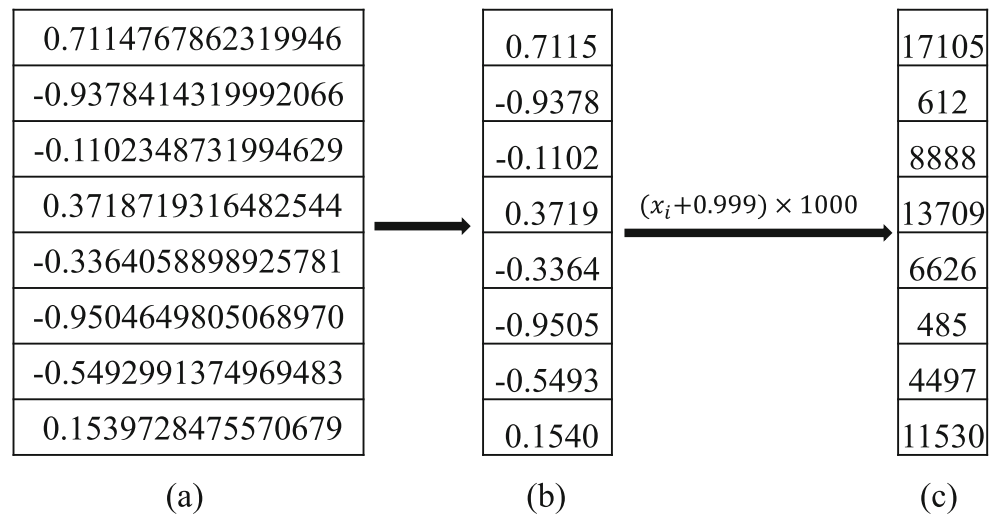 0.7114767862319946 0.7115 17105
-0.9378414319992066 -0.9378 612
-0.1102348731994629 -0.1102 8888
0.3718719316482544 0.3719 (xᵢ+0.999) × 1000 13709
-0.3364058898925781 -0.3364 6626
-0.9504649805068970 -0.9505 485
-0.5492991374969483 -0.5493 4497
0.1539728475570679 0.1540 11530
(a) (b) (c)